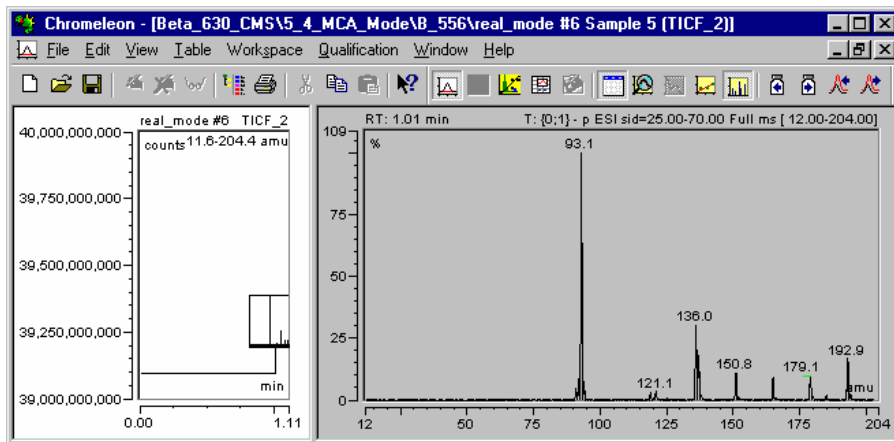 Chromeleon - [Beta_630_CMS\5_4_MCA_Mode\B_556\real_mode #6 Sample 5 (TICF_2)]
File Edit View Table Workspace Qualification Window Help
real_mode #6 TICF_2
40,000,000,000
counts 11.6-204.4 amu
39,750,000,000
39,500,000,000
39,250,000,000
39,000,000,000
min
0.00 1.11
RT: 1.01 min T: {0;1} - p ESI sid=25.00-70.00 Full ms [ 12.00-204.00]
109
%
93.1
75
50
25
0
136.0
121.1
150.8
179.1
192.9
amu
12 50 75 100 125 150 175 204